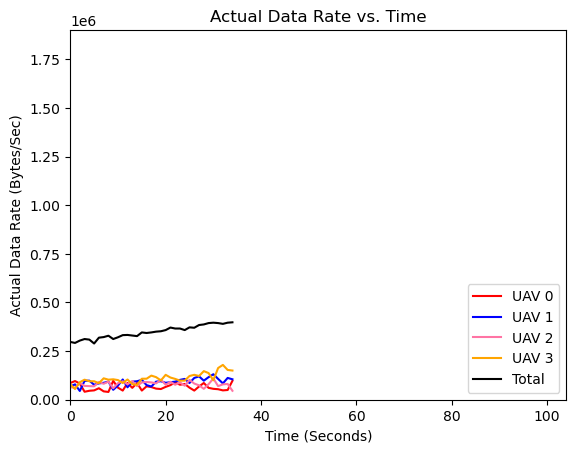 Actual Data Rate vs. Time
1e6
Actual Data Rate (Bytes/Sec)
1.75
1.50
1.25
1.00
0.75
0.50
0.25
0.00
0 20 40 60 80 100
Time (Seconds)
UAV 0
UAV 1
UAV 2
UAV 3
Total